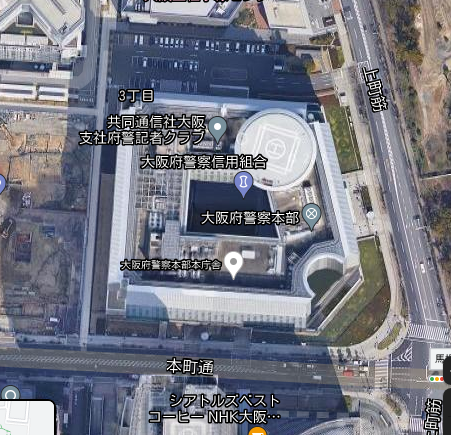 3丁目
上町筋
共同通信社大阪
支社府警記者クラブ
大阪府警察信用組合
大阪府警察本部
大阪府警察本部本庁舎
本町通
シアトルズベスト
コーヒー NHK大阪…
上町筋